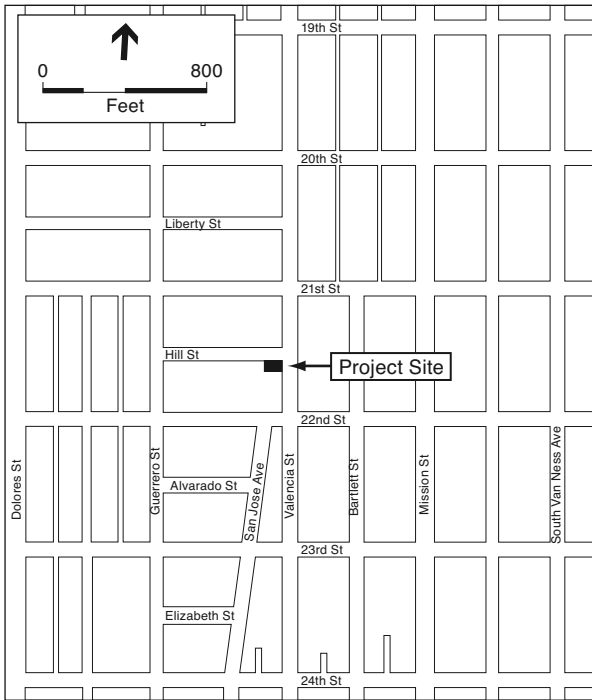 19th St
0 800
Feet
20th St
Liberty St
21st St
Hill St
Project Site
22nd St
Dolores St
Guerrero St
Alvarado St
San Jose Ave
Valencia St
Bartlett St
Mission St
South Van Ness Ave
23rd St
Elizabeth St
24th St